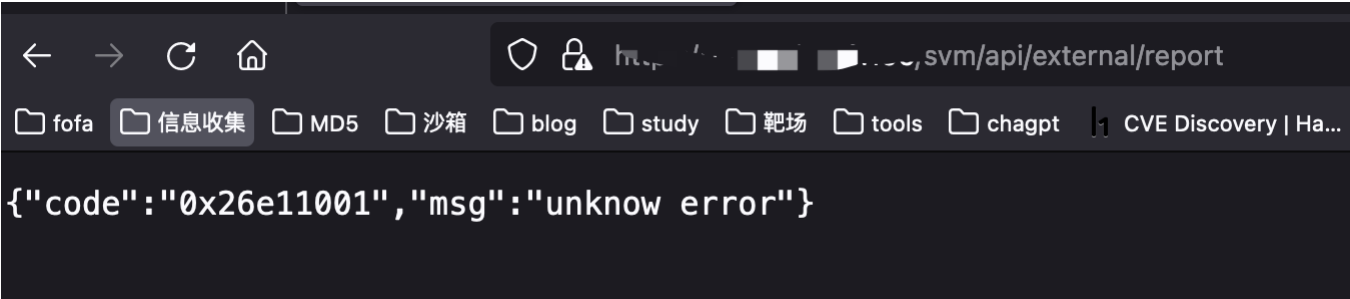 svm/api/external/report
fofa 信息收集 MD5 沙箱 blog study 靶场 tools chagpt CVE Discovery | Ha...
{"code":"0x26e11001","msg":"unknow error"}